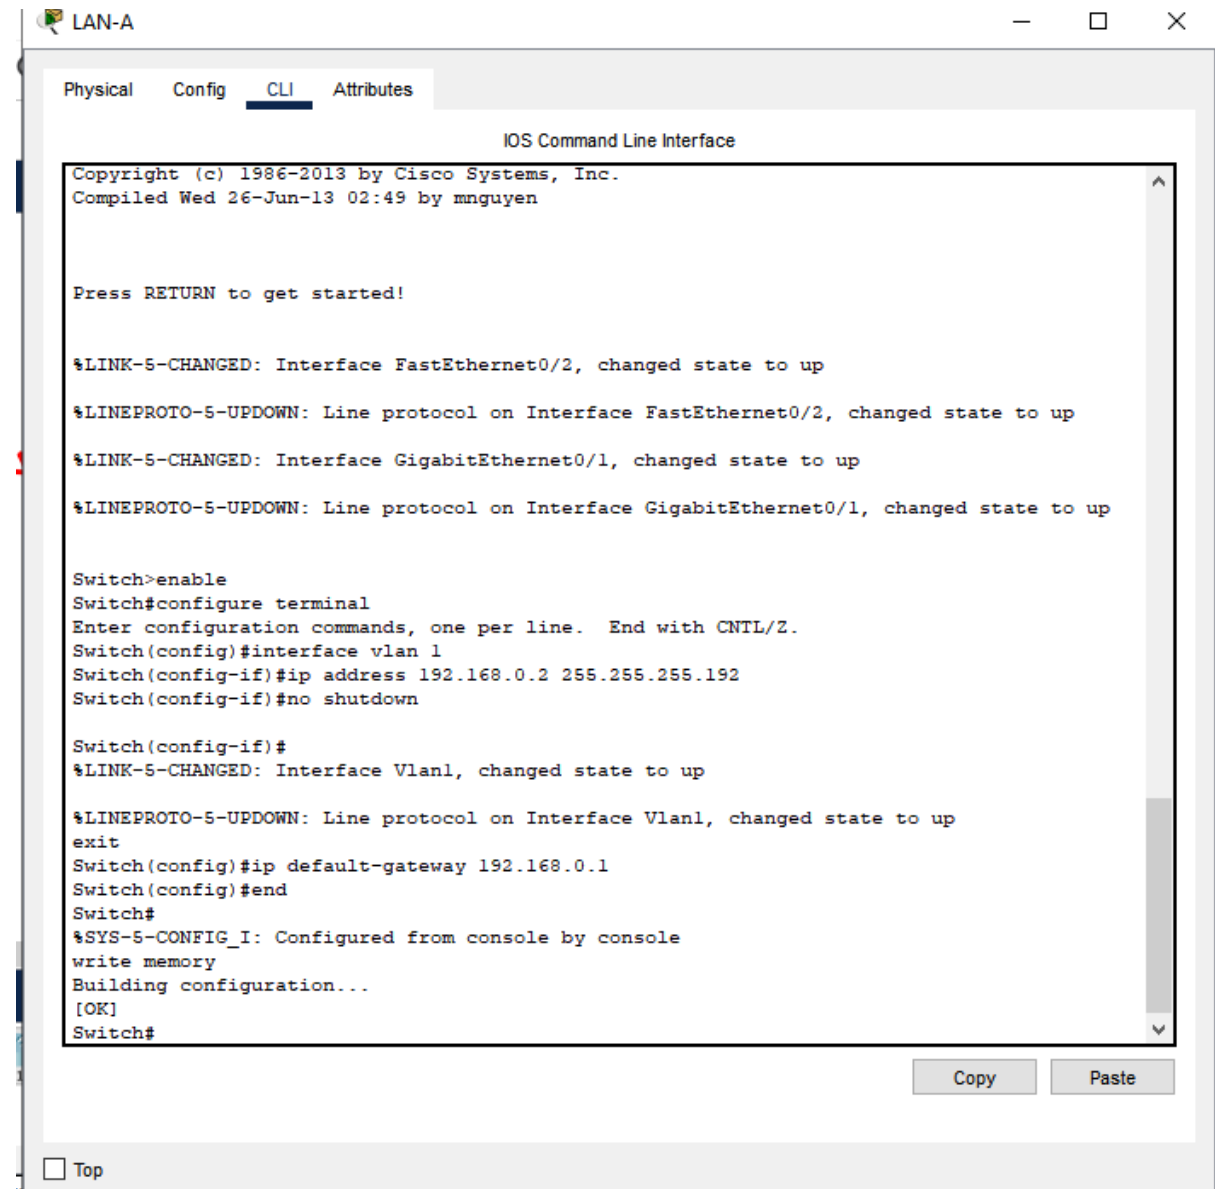 LAN-A
Physical Config CLI Attributes
IOS Command Line Interface
Copyright (c) 1986-2013 by Cisco Systems, Inc.
Compiled Wed 26-Jun-13 02:49 by mnguyen
Press RETURN to get started!
%LINK-5-CHANGED: Interface FastEthernet0/2, changed state to up
%LINEPROTO-5-UPDOWN: Line protocol on Interface FastEthernet0/2, changed state to up
%LINK-5-CHANGED: Interface GigabitEthernet0/1, changed state to up
%LINEPROTO-5-UPDOWN: Line protocol on Interface GigabitEthernet0/1, changed state to up
Switch>enable
Switch#configure terminal
Enter configuration commands, one per line.  End with CNTL/Z.
Switch(config)#interface vlan 1
Switch(config-if)#ip address 192.168.0.2 255.255.255.192
Switch(config-if)#no shutdown
Switch(config-if)#
%LINK-5-CHANGED: Interface Vlan1, changed state to up
%LINEPROTO-5-UPDOWN: Line protocol on Interface Vlan1, changed state to up
exit
Switch(config)#ip default-gateway 192.168.0.1
Switch(config)#end
Switch#
%SYS-5-CONFIG_I: Configured from console by console
write memory
Building configuration...
[OK]
Switch#
Copy Paste
Top